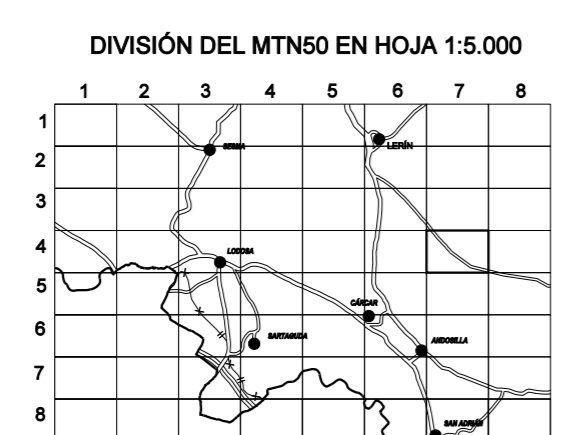 DIVISIÓN DEL MTN50 EN HOJA 1:5.000
1 2 3 4 5 6 7 8
1
LERÍN
SESMA
2
3
4
LODOSA
5
CÁRCAR
6
SARTAGUDA
ANDOSILLA
7
8
SAN ADRIÁN